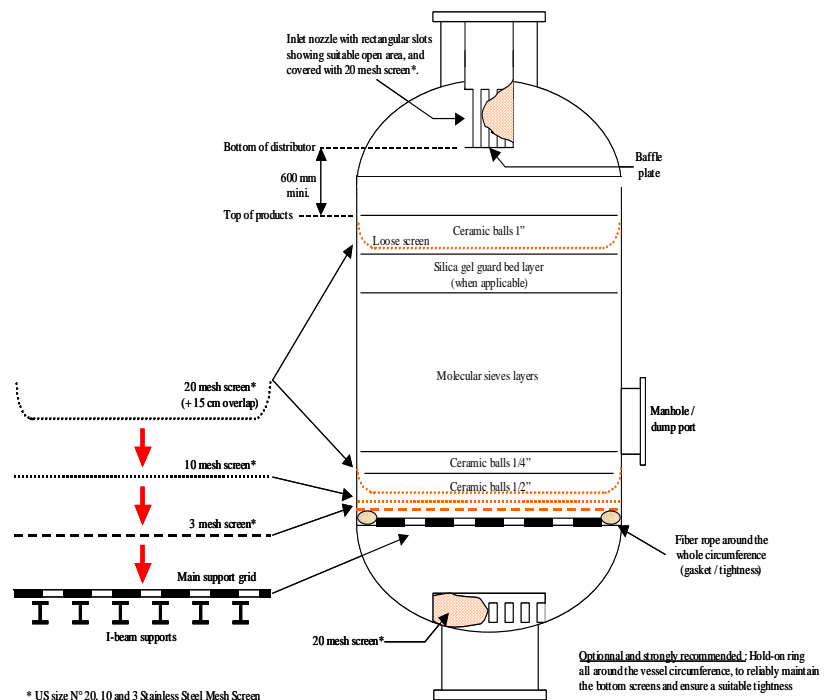 Inlet nozzle with rectangular slots
showing suitable open area, and
covered with 20 mesh screen*.
Bottom of distributor
600 mm
mini.
Baffle
plate
Top of products
Ceramic balls 1”
Loose screen
Silica gel guard bed layer
(when applicable)
Molecular sieves layers
20 mesh screen*
(+ 15 cm overlap)
Manhole /
dump port
10 mesh screen*
Ceramic balls 1/4”
Ceramic balls 1/2”
3 mesh screen*
Fiber rope around the
whole circumference
(gasket / tightness)
Main support grid
I-beam supports
20 mesh screen*
Optionnal and strongly recommended : Hold-on ring
all around the vessel circumference, to reliably maintain
the bottom screens and ensure a suitable tightness
* US size N° 20, 10 and 3 Stainless Steel Mesh Screen